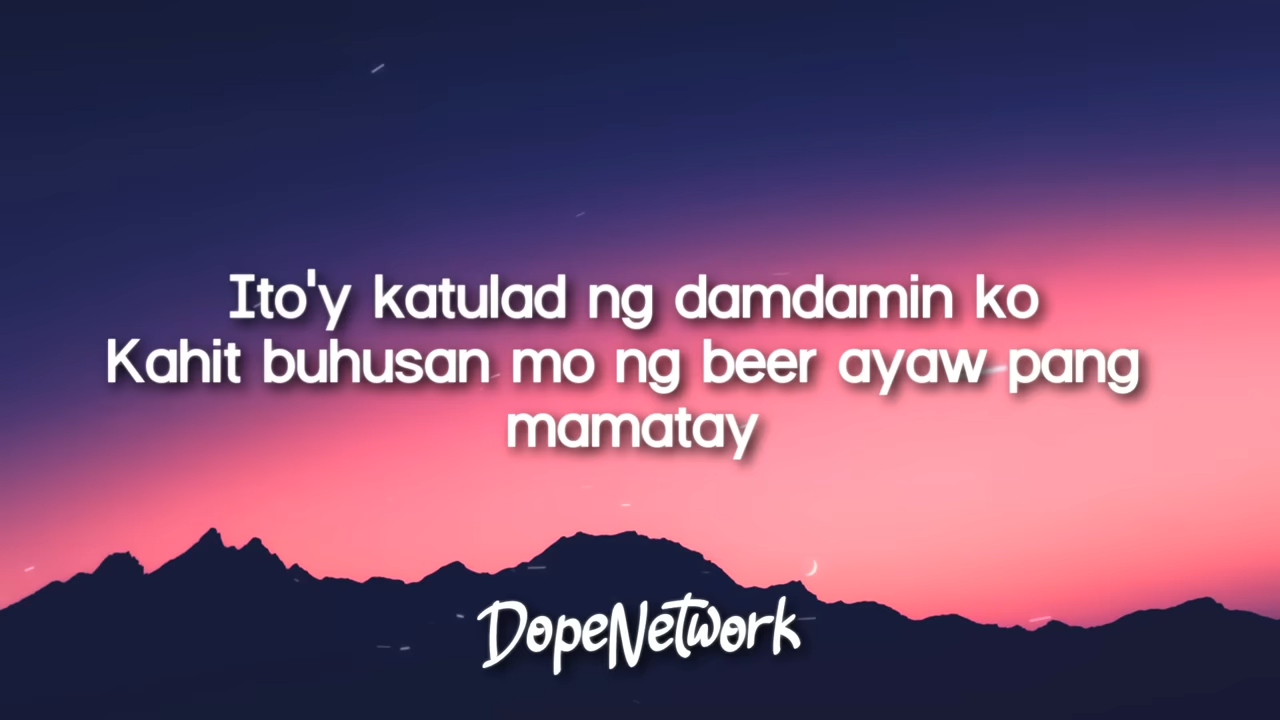 Ito'y katulad ng damdamin ko
Kahit buhusan mo ng beer ayaw pang
mamatay
DopeNetwork